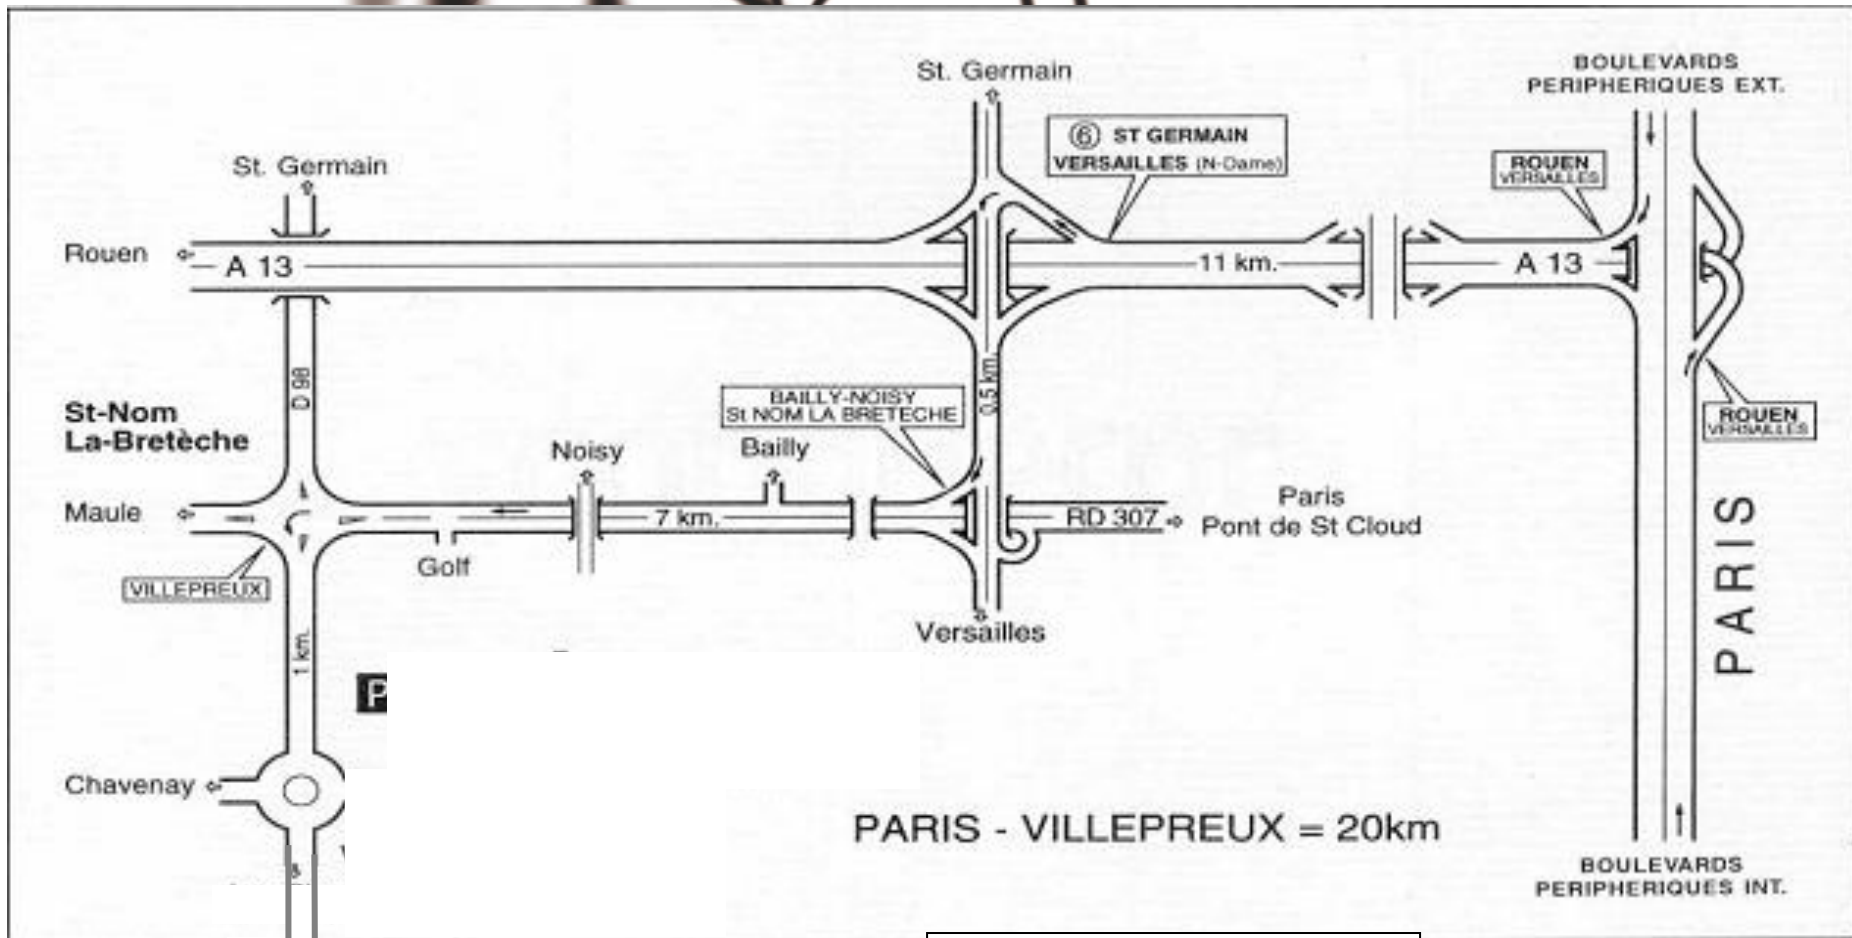 BOULEVARDS
PERIPHERIQUES EXT.
St. Germain
⑥ ST GERMAIN
VERSAILLES (N-Dame)
ROUEN
VERSAILLES
St. Germain
Rouen
A 13
11 km.
A 13
D 98
0,5 km.
BAILLY-NOISY
St NOM LA BRETECHE
ROUEN
VERSAILLES
St-Nom
La-Bretèche
Noisy
Bailly
Maule
7 km.
RD 307
Paris
Pont de St Cloud
PARIS
Golf
VILLEPREUX
Versailles
1 km.
P
Chavenay
PARIS - VILLEPREUX = 20km
BOULEVARDS
PERIPHERIQUES INT.